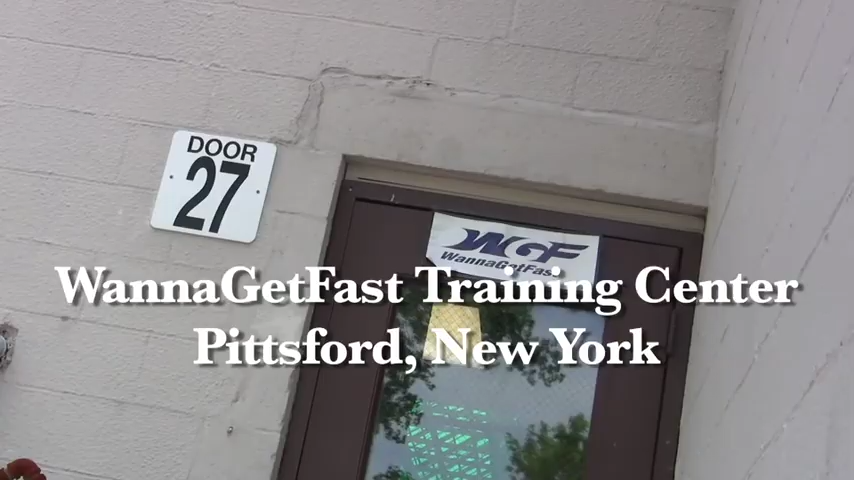 DOOR
27
WGF
WannaGetFast
WannaGetFast Training Center
Pittsford, New York